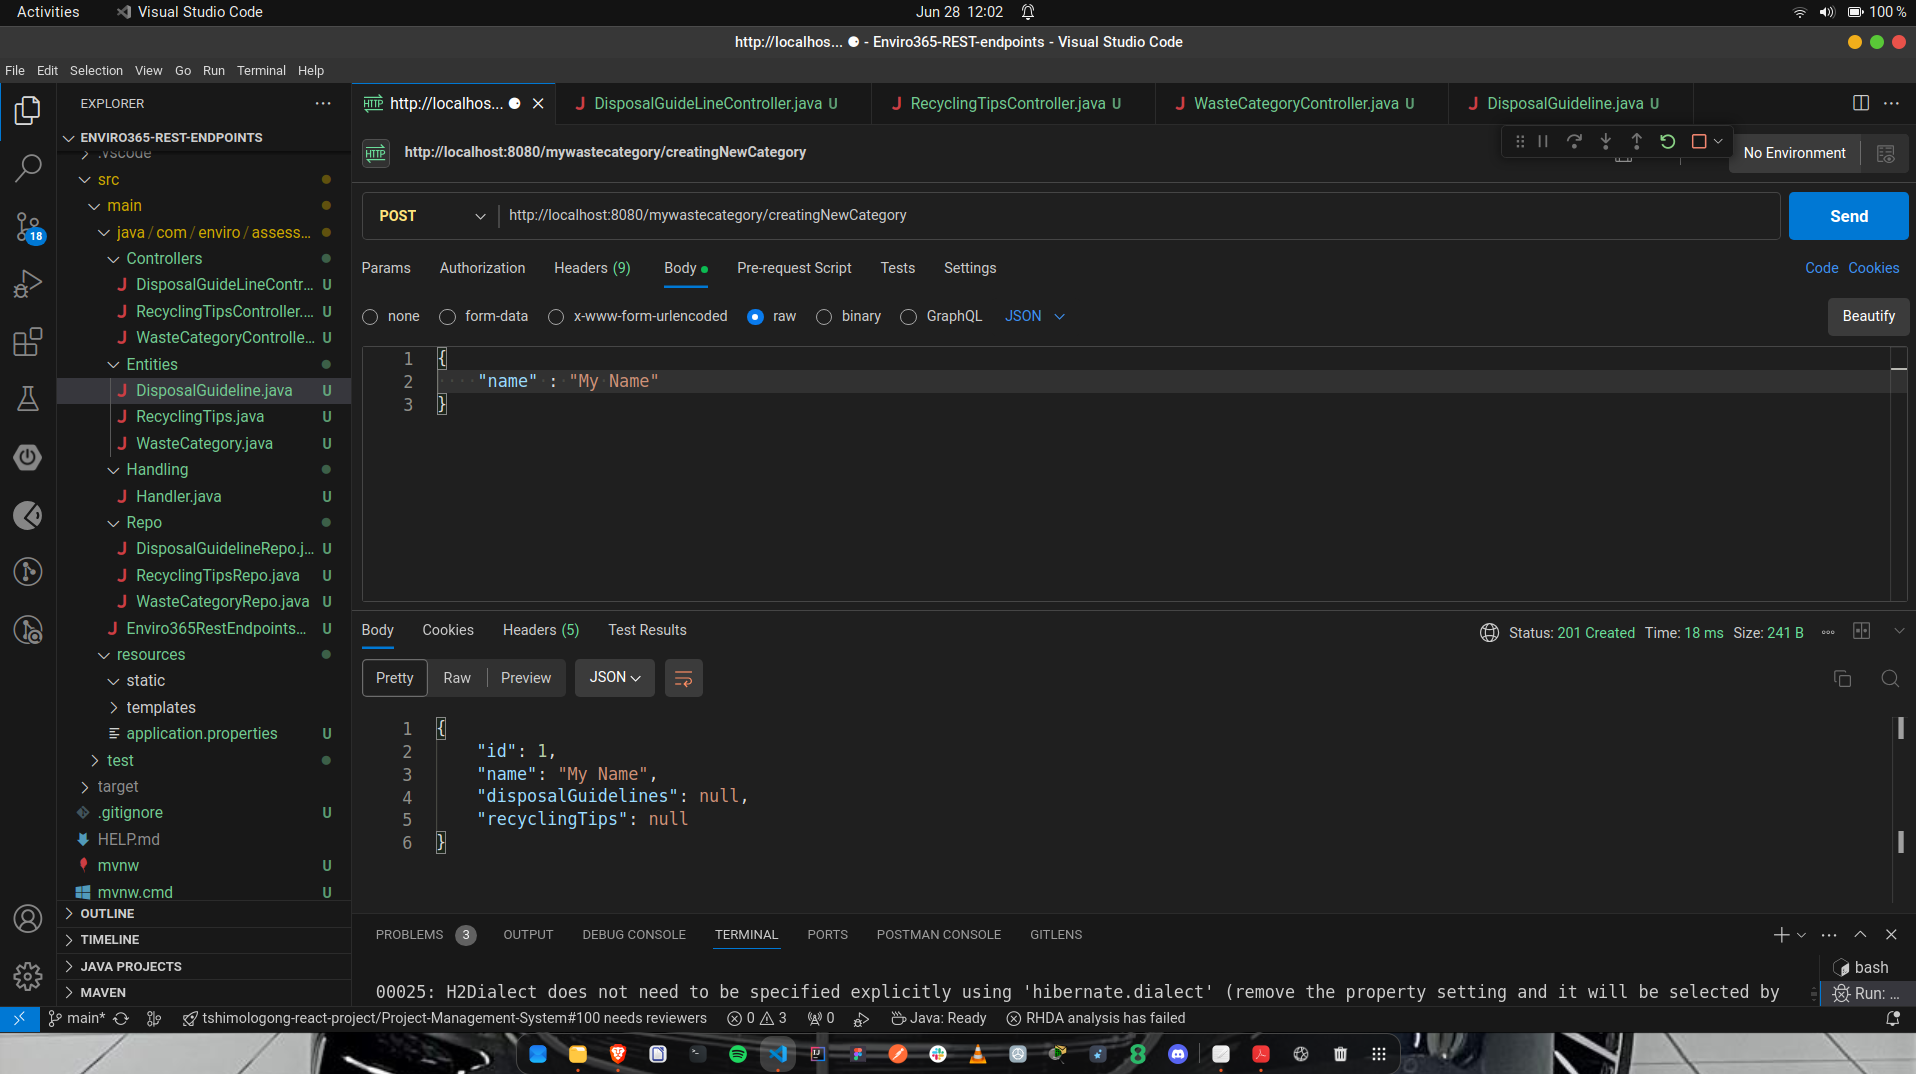 Activities Visual Studio Code Jun 28 12:02 100 %
http://localhos... - Enviro365-REST-endpoints - Visual Studio Code
File Edit Selection View Go Run Terminal Help
EXPLORER
ENVIRO365-REST-ENDPOINTS
.vscode
src
main
java / com / enviro / assess...
Controllers
DisposalGuideLineContr... U
RecyclingTipsController.... U
WasteCategoryControlle... U
Entities
DisposalGuideline.java U
RecyclingTips.java U
WasteCategory.java U
Handling
Handler.java U
Repo
DisposalGuidelineRepo.j... U
RecyclingTipsRepo.java U
WasteCategoryRepo.java U
Enviro365RestEndpoints... U
resources
static
templates
application.properties U
test
target
.gitignore U
HELP.md
mvnw U
mvnw.cmd U
OUTLINE
TIMELINE
JAVA PROJECTS
MAVEN
18
HTTP http://localhos... DisposalGuideLineController.java U RecyclingTipsController.java U WasteCategoryController.java U DisposalGuideline.java U
HTTP http://localhost:8080/mywastecategory/creatingNewCategory No Environment
POST http://localhost:8080/mywastecategory/creatingNewCategory Send
Params Authorization Headers (9) Body Pre-request Script Tests Settings Code Cookies
none form-data x-www-form-urlencoded raw binary GraphQL JSON Beautify
1 {
2 "name" : "My Name"
3 }
Body Cookies Headers (5) Test Results Status: 201 Created Time: 18 ms Size: 241 B
Pretty Raw Preview JSON
1 {
2 "id": 1,
3 "name": "My Name",
4 "disposalGuidelines": null,
5 "recyclingTips": null
6 }
PROBLEMS 3 OUTPUT DEBUG CONSOLE TERMINAL PORTS POSTMAN CONSOLE GITLENS
bash
00025: H2Dialect does not need to be specified explicitly using 'hibernate.dialect' (remove the property setting and it will be selected by
Run: ...
main* tshimologong-react-project/Project-Management-System#100 needs reviewers 0 3 0 Java: Ready RHDA analysis has failed